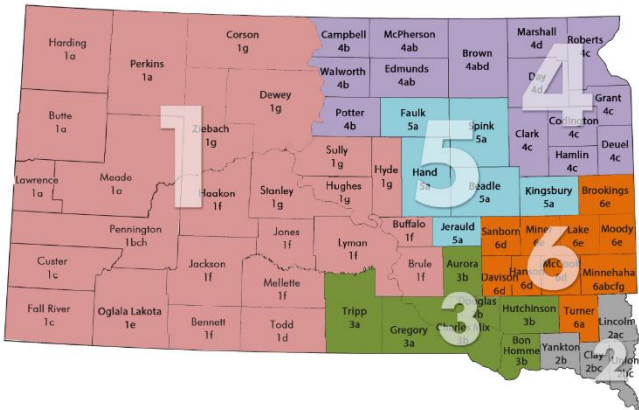 Harding
1a
Perkins
1a
Corson
1g
Campbell
4b
McPherson
4ab
Brown
4abd
Marshall
4d
Roberts
4c
Walworth
4b
Edmunds
4ab
Day
4d
4
Butte
1a
Dewey
1g
Ziebach
1g
1
Potter
4b
Faulk
5a
Spink
5a
5
Clark
4c
Codington
4c
Grant
4c
Hamlin
4c
Deuel
4c
Lawrence
1a
Meade
1a
Haakon
1f
Stanley
1g
Sully
1g
Hughes
1g
Hyde
1g
Hand
5a
Beadle
5a
Kingsbury
5a
Brookings
6e
Pennington
1bch
Jones
1f
Lyman
1f
Buffalo
1f
Jerauld
5a
Sanborn
6d
Miner
6e
Lake
6e
Moody
6e
Custer
1c
Jackson
1f
Mellette
1f
Brule
1f
Aurora
3b
Davison
6d
Hanson
6d
McCook
6d
6
Minnehaha
6abcfg
Fall River
1c
Oglala Lakota
1e
Bennett
1f
Todd
1d
Tripp
3a
Gregory
3a
Douglas
3b
Charles Mix
3b
3
Hutchinson
3b
Turner
6a
Lincoln
2ac
Bon
Homme
3b
Yankton
2b
Clay
2bc
Union
2bc
2